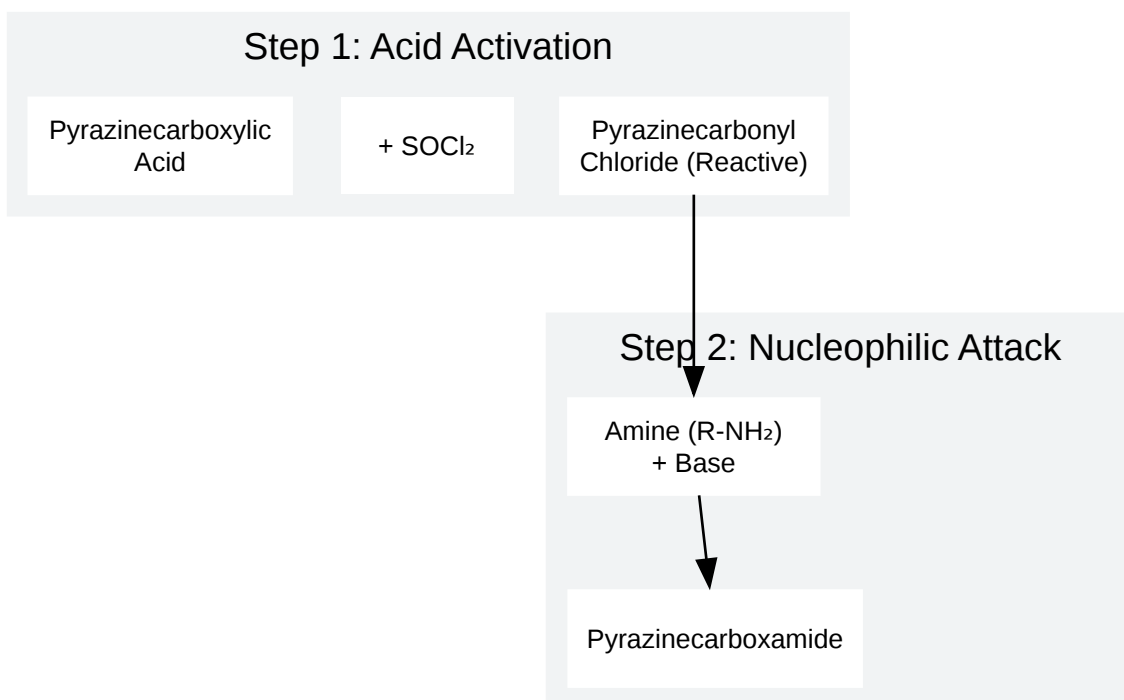 Step 1: Acid Activation
Pyrazinecarboxylic
Acid
+ SOCl₂
Pyrazinecarbonyl
Chloride (Reactive)
Step 2: Nucleophilic Attack
Amine (R-NH₂)
+ Base
Pyrazinecarboxamide